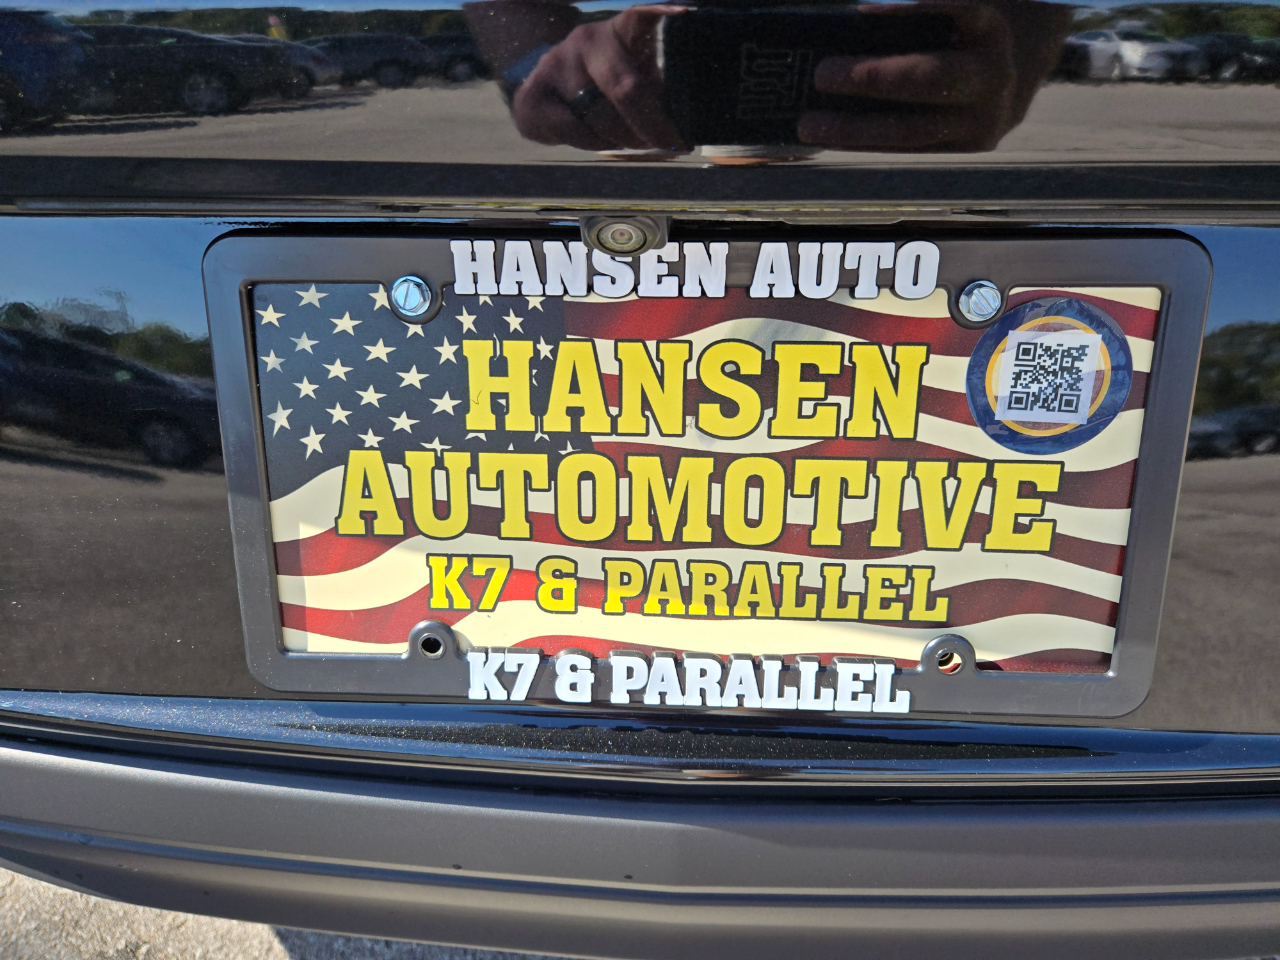 HANSEN AUTO
HANSEN
AUTOMOTIVE
K7 & PARALLEL
K7 & PARALLEL